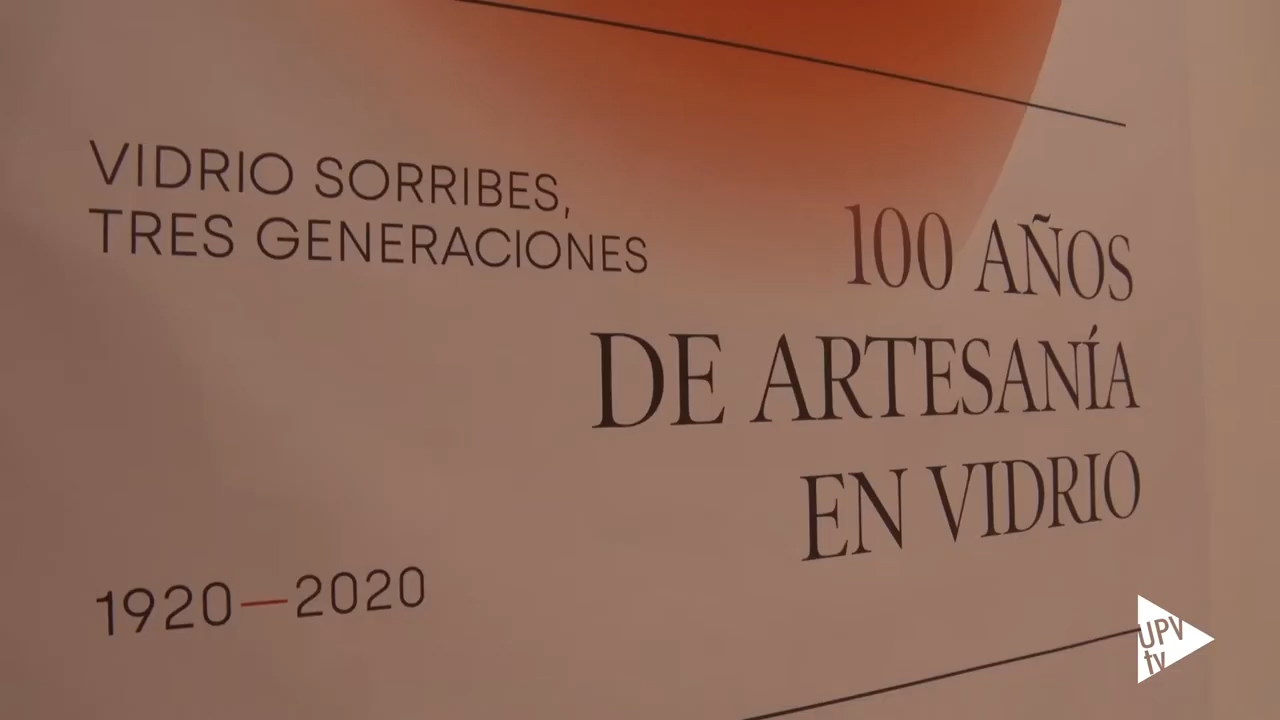 VIDRIO SORRIBES,
TRES GENERACIONES
100 AÑOS
DE ARTESANÍA
EN VIDRIO
1920—2020
UPV
tv